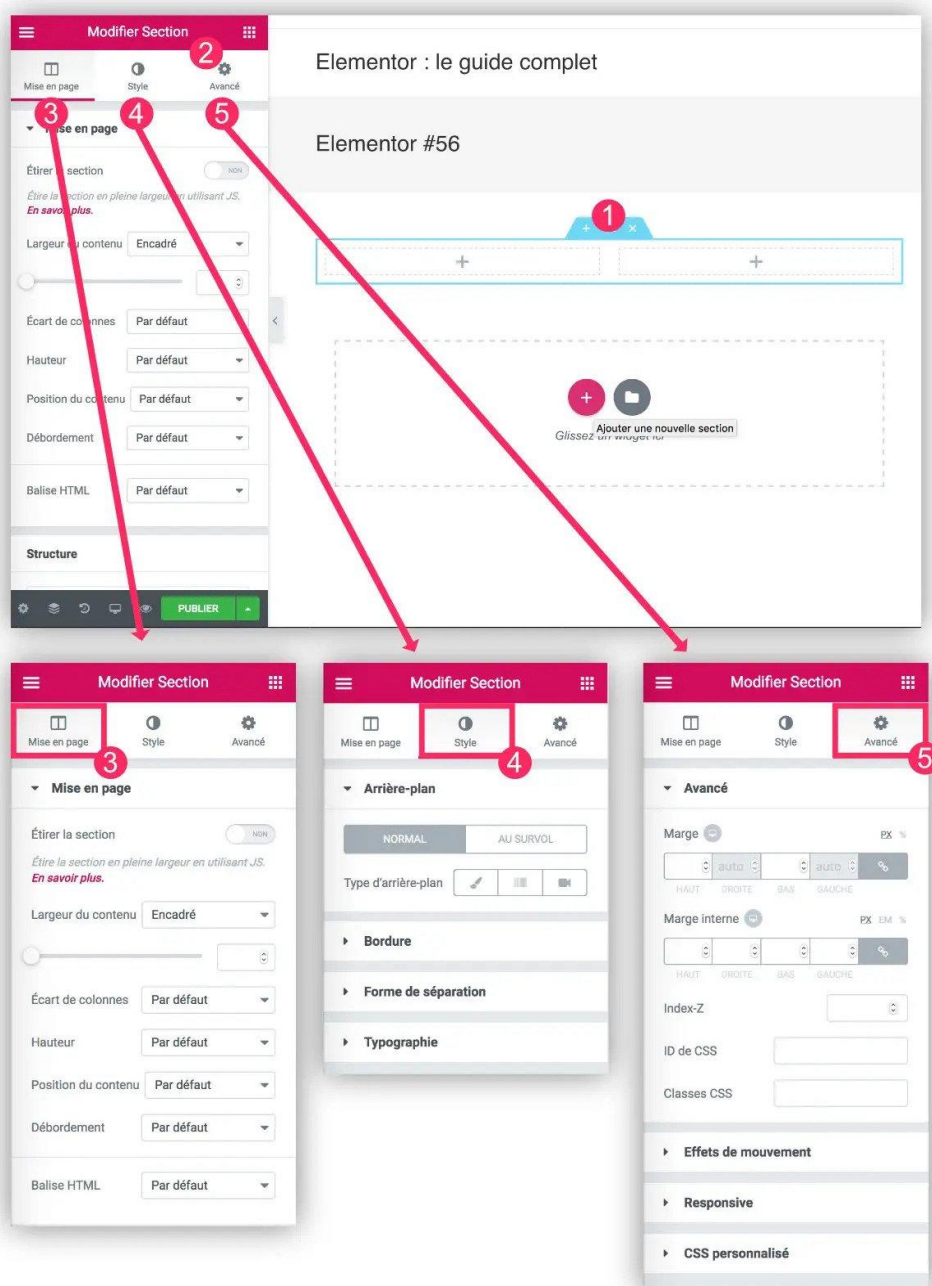 Modifier Section
2
Mise en page
Style
Avancé
3
4
5
Mise en page
Étirer la section
NON
Étire la section en pleine largeur en utilisant JS.
En savoir plus.
Largeur du contenu Encadré
Écart de colonnes Par défaut
Hauteur Par défaut
Position du contenu Par défaut
Débordement Par défaut
Balise HTML Par défaut
Structure
PUBLIER
Elementor : le guide complet
Elementor #56
1
Ajouter une nouvelle section
Glissez un widget ici
Modifier Section
Mise en page Style Avancé
3
Mise en page
Étirer la section NON
Étire la section en pleine largeur en utilisant JS.
En savoir plus.
Largeur du contenu Encadré
Écart de colonnes Par défaut
Hauteur Par défaut
Position du contenu Par défaut
Débordement Par défaut
Balise HTML Par défaut
Modifier Section
Mise en page Style Avancé
4
Arrière-plan
NORMAL AU SURVOL
Type d'arrière-plan
Bordure
Forme de séparation
Typographie
Modifier Section
Mise en page Style Avancé
5
Avancé
Marge PX %
auto auto
HAUT DROITE BAS GAUCHE
Marge interne PX EM %
HAUT DROITE BAS GAUCHE
Index-Z
ID de CSS
Classes CSS
Effets de mouvement
Responsive
CSS personnalisé